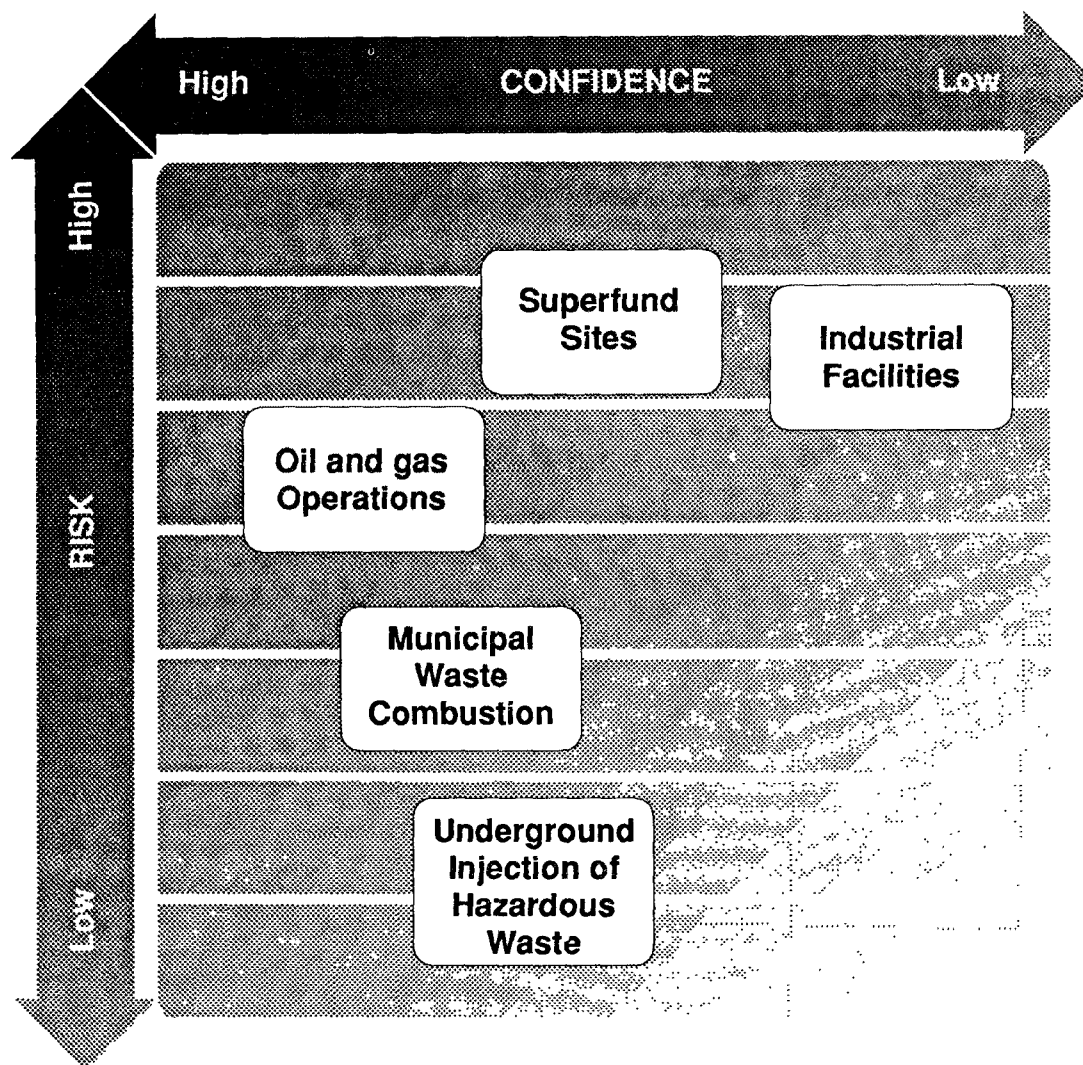 High CONFIDENCE Low
High
RISK
Low
Superfund
Sites
Industrial
Facilities
Oil and gas
Operations
Municipal
Waste
Combustion
Underground
Injection of
Hazardous
Waste